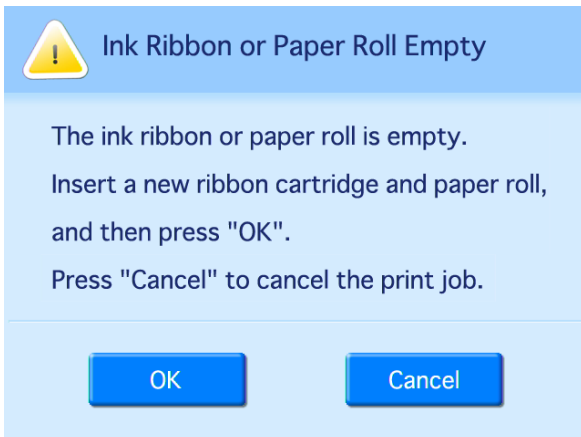 !
Ink Ribbon or Paper Roll Empty
The ink ribbon or paper roll is empty.
Insert a new ribbon cartridge and paper roll,
and then press "OK".
Press "Cancel" to cancel the print job.
OK
Cancel